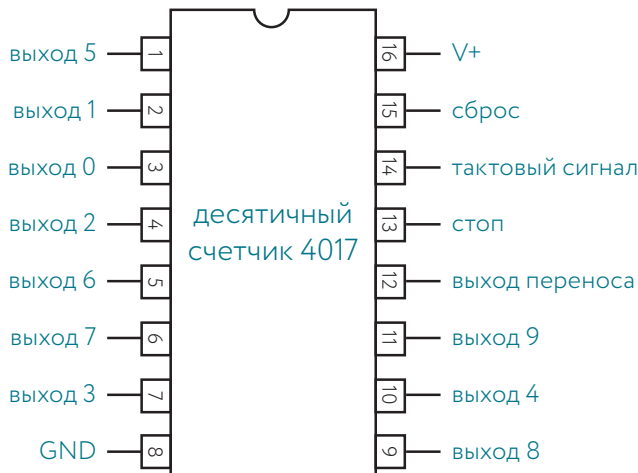 выход 5 1
выход 1 2
выход 0 3
выход 2 4
выход 6 5
выход 7 6
выход 3 7
GND 8
десятичный
счетчик 4017
16 V+
15 сброс
14 тактовый сигнал
13 стоп
12 выход переноса
11 выход 9
10 выход 4
9 выход 8